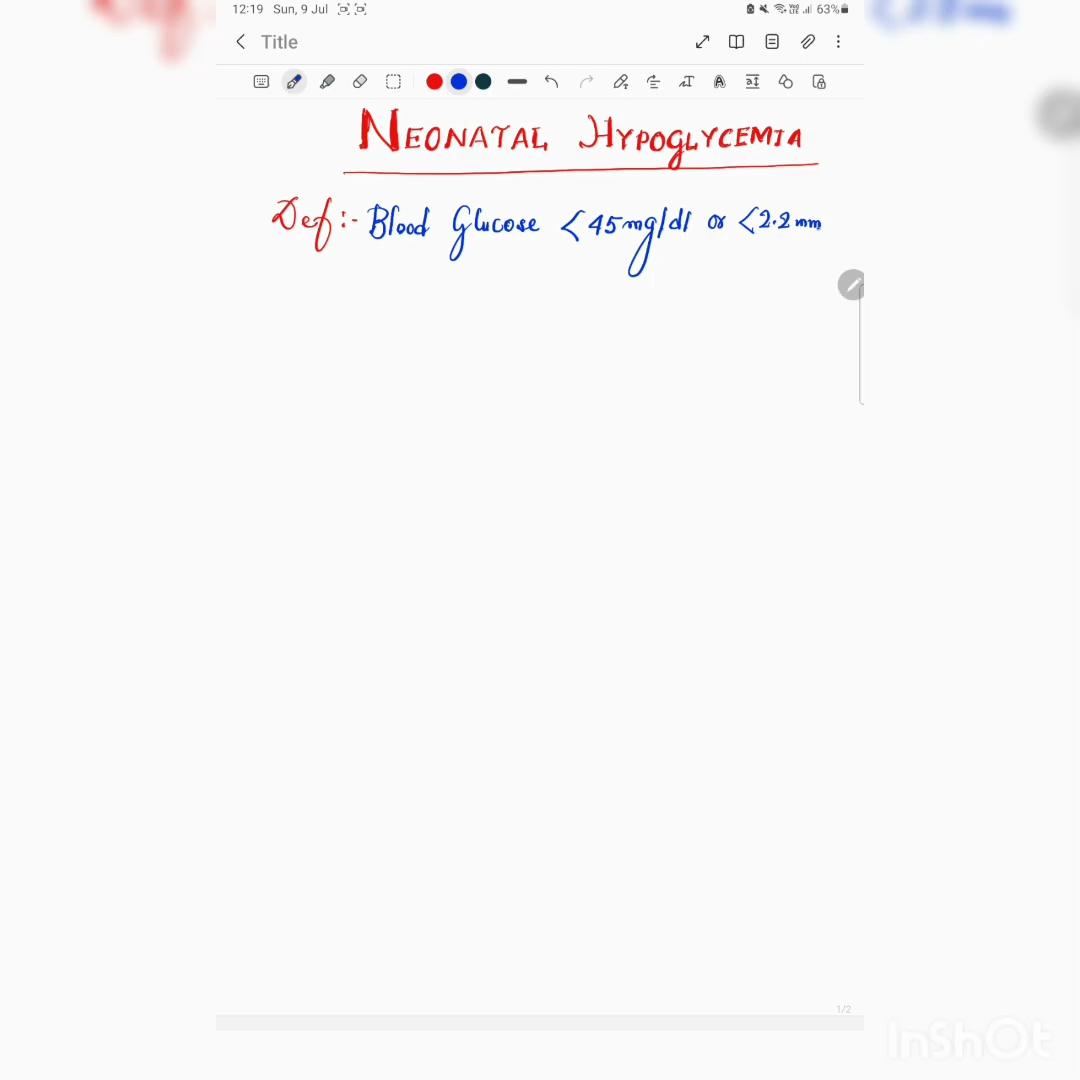 12:19 Sun, 9 Jul 63%
Title
NEONATAL HYPOGLYCEMIA
Def:- Blood Glucose <45mg/dl or <2.2mm
1/2
InShOt